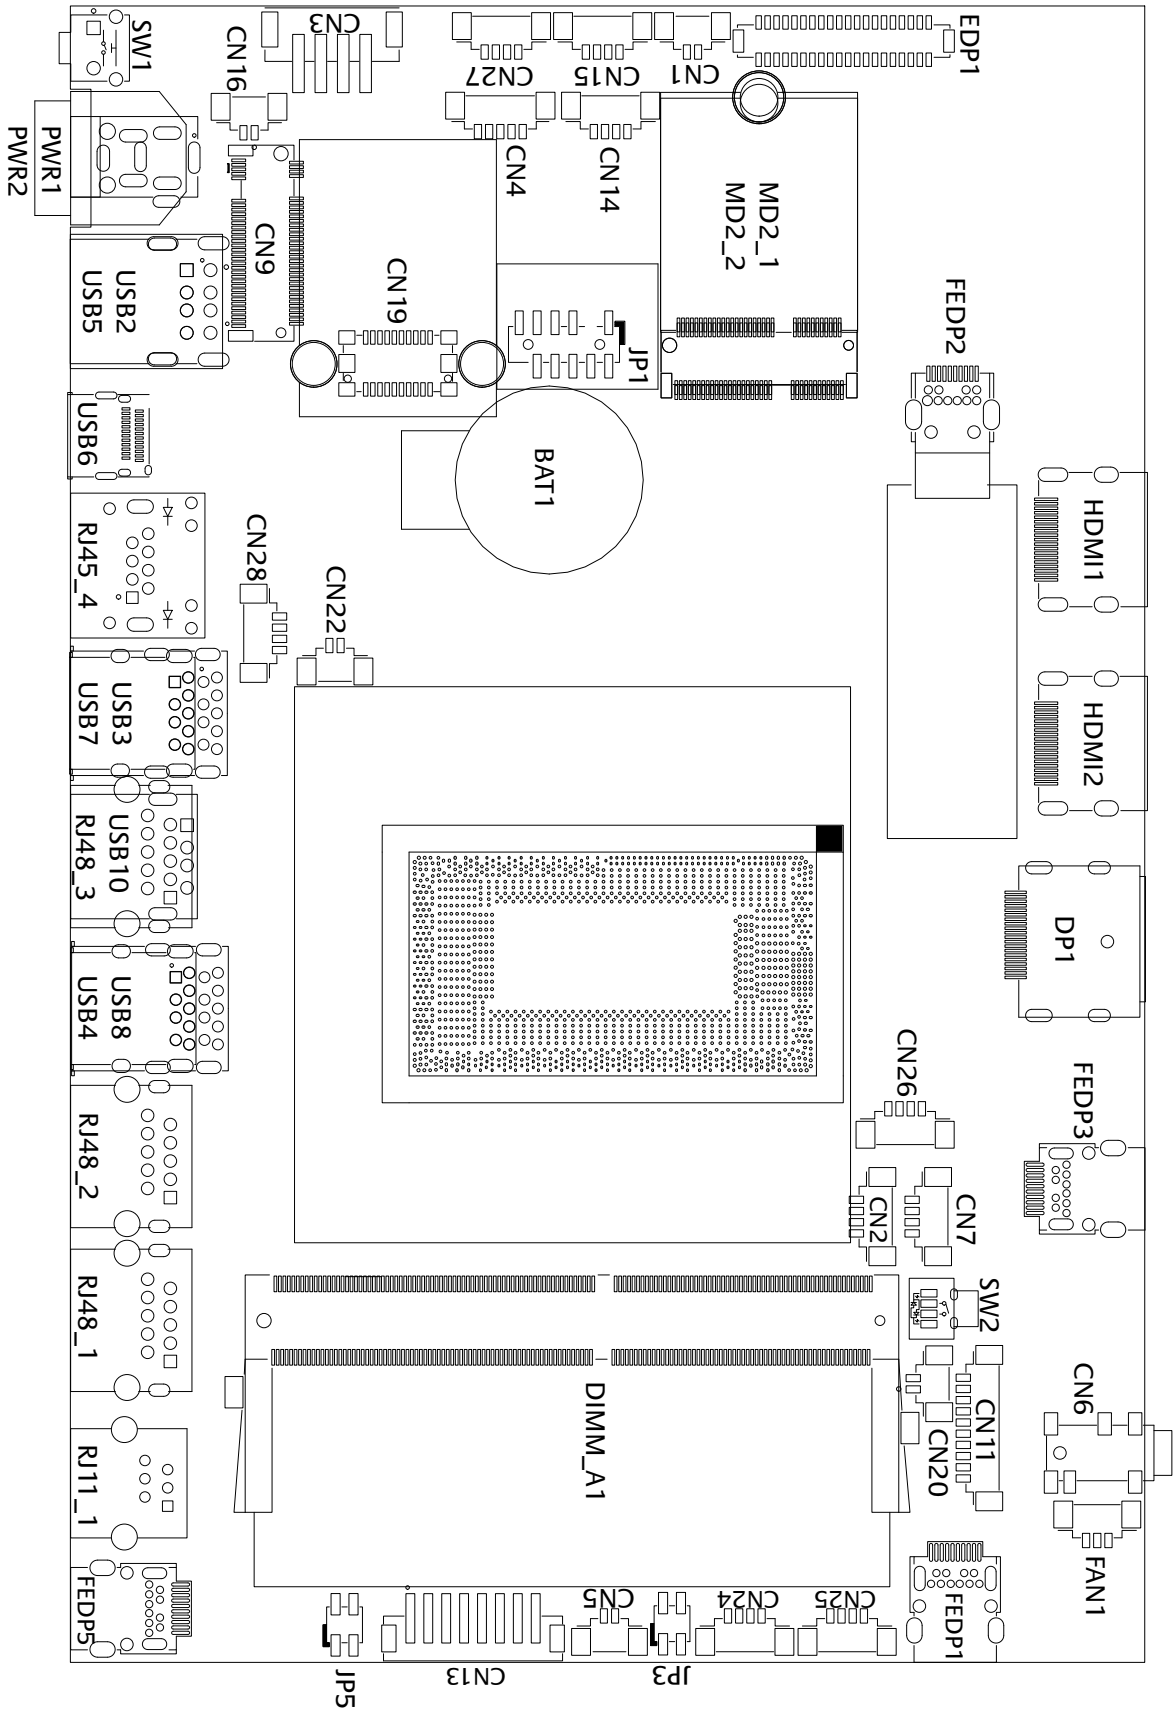 SW1
CN16
CN3
CN27
CN15
CN1
EDP1
PWR1
PWR2
CN4
CN14
MD2_1
MD2_2
CN9
CN19
USB2
USB5
FEDP2
JP1
USB6
BAT1
RJ45_4
CN28
CN22
HDMI1
USB3
USB7
HDMI2
USB10
RJ48_3
DP1
USB8
USB4
CN26
FEDP3
RJ48_2
CN2
CN7
RJ48_1
SW2
CN6
DIMM_A1
CN20
CN11
RJ11_1
FAN1
FEDP5
CN5
CN24
CN25
FEDP1
JP5
CN13
JP3